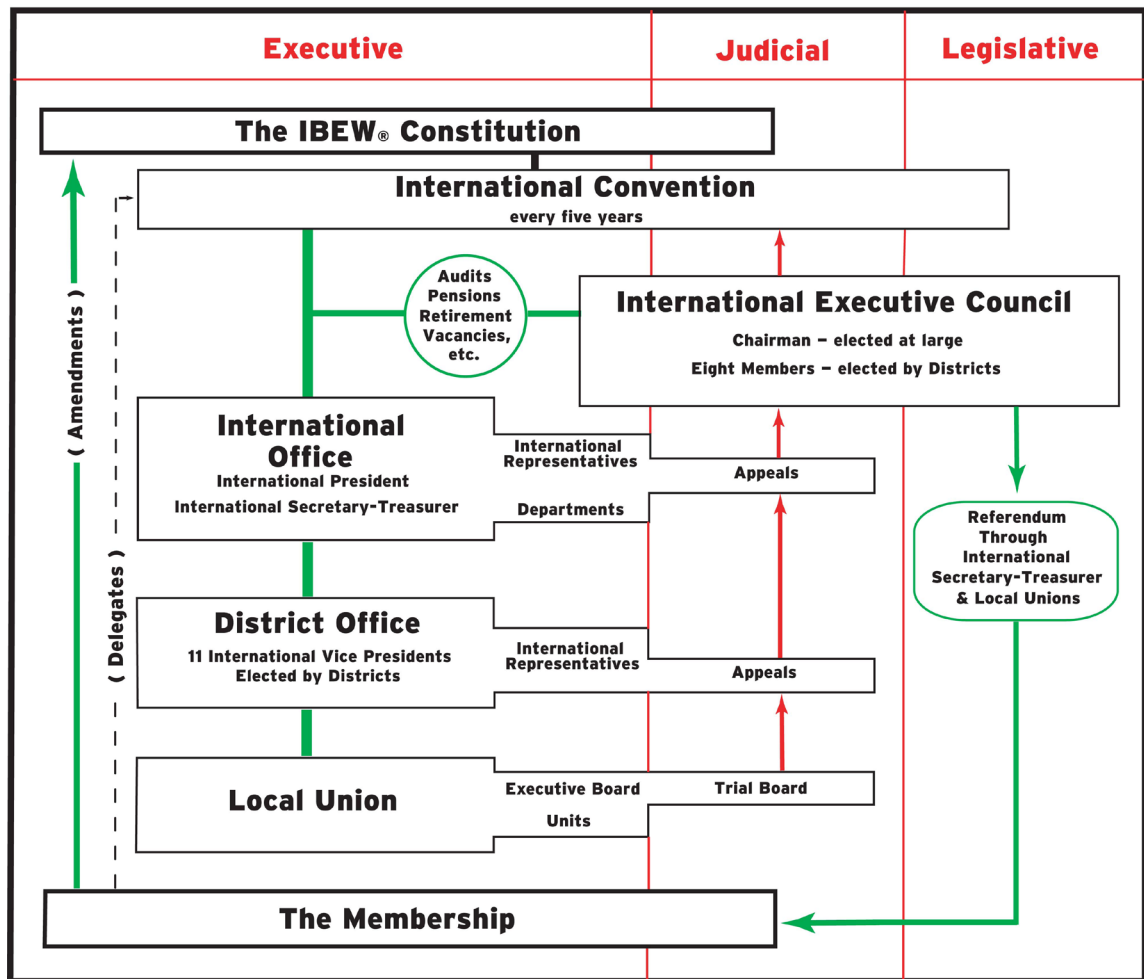 Executive
Judicial
Legislative
The IBEW® Constitution
International Convention
every five years
Audits
Pensions
Retirement
Vacancies,
etc.
International Executive Council
Chairman – elected at large
Eight Members – elected by Districts
( Amendments )
( Delegates )
International
Office
International President
International Secretary-Treasurer
International
Representatives
Departments
Appeals
Referendum
Through
International
Secretary-Treasurer
& Local Unions
District Office
11 International Vice Presidents
Elected by Districts
International
Representatives
Appeals
Local Union
Executive Board
Units
Trial Board
The Membership